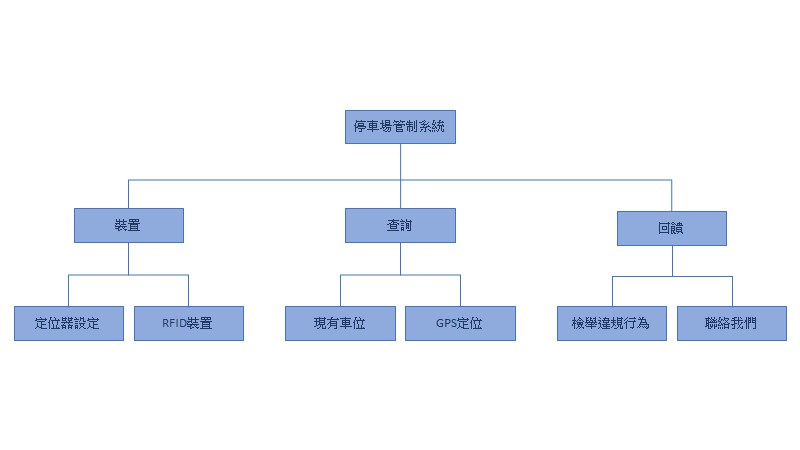 停車場管制系統
裝置
查詢
回饋
定位器設定
RFID裝置
現有車位
GPS定位
檢舉違規行為
聯絡我們